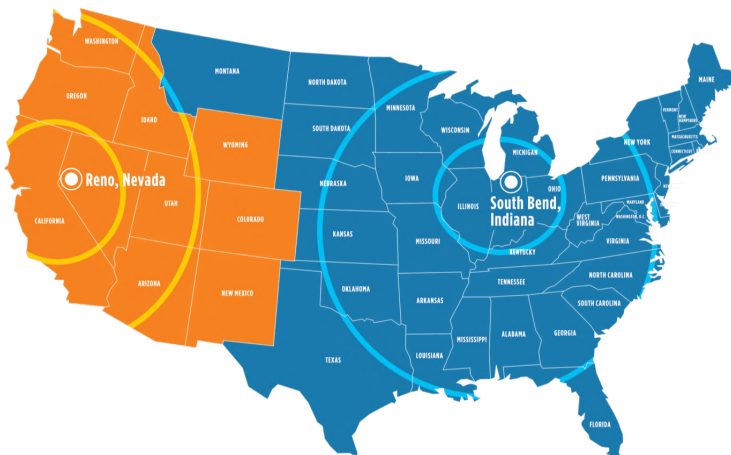 WASHINGTON
MONTANA
NORTH DAKOTA
MINNESOTA
MAINE
OREGON
IDAHO
SOUTH DAKOTA
WISCONSIN
MICHIGAN
VERMONT
NEW
HAMPSHIRE
NEW YORK
MASSACHUSETTS
CONNECTICUT
WYOMING
Reno, Nevada
NEBRASKA
IOWA
PENNSYLVANIA
UTAH
ILLINOIS
South Bend,
Indiana
OHIO
CALIFORNIA
COLORADO
KANSAS
MISSOURI
WEST
VIRGINIA
MARYLAND
WASHINGTON, D.C.
KENTUCKY
VIRGINIA
ARIZONA
NEW MEXICO
OKLAHOMA
ARKANSAS
TENNESSEE
NORTH CAROLINA
SOUTH CAROLINA
TEXAS
LOUISIANA
MISSISSIPPI
ALABAMA
GEORGIA
FLORIDA